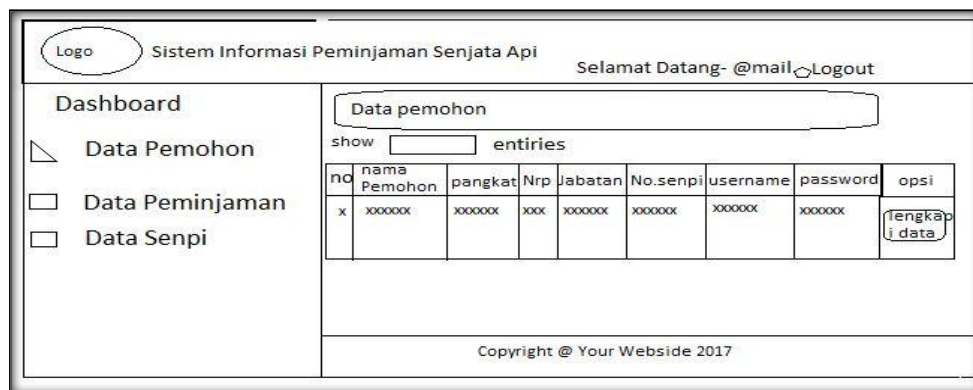 Logo
Sistem Informasi Peminjaman Senjata Api
Selamat Datang- @mail Logout
Dashboard
Data Pemohon
Data Peminjaman
Data Senpi
Data pemohon
show entiries
no nama Pemohon pangkat Nrp Jabatan No.senpi username password opsi
x xxxxxx xxxxxx xxx xxxxxx xxxxxx xxxxxx xxxxxx lengkap
i data
Copyright @ Your Webside 2017